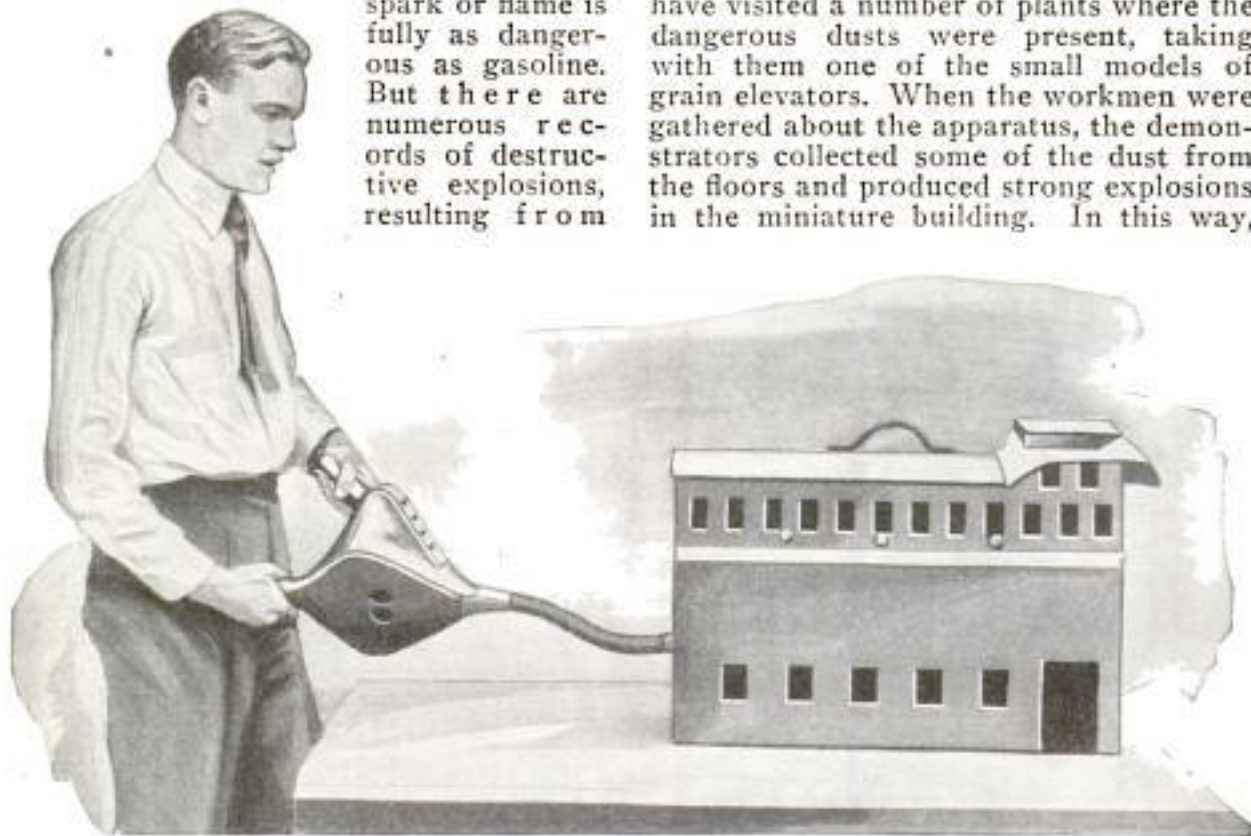 spark or flame is
fully as danger-
ous as gasoline.
But there are
numerous rec-
ords of destruc-
tive explosions,
resulting from
have visited a number of plants where the
dangerous dusts were present, taking
with them one of the small models of
grain elevators. When the workmen were
gathered about the apparatus, the demon-
strators collected some of the dust from
the floors and produced strong explosions
in the miniature building. In this way,